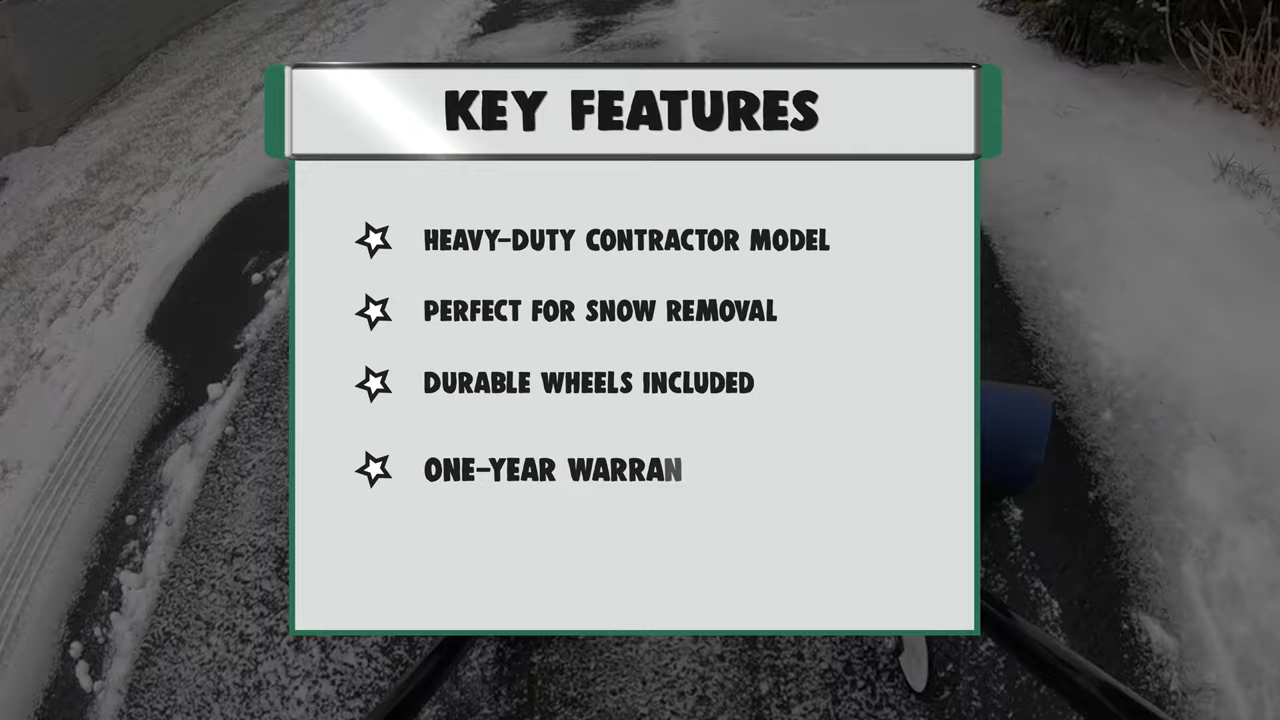 KEY FEATURES
HEAVY-DUTY CONTRACTOR MODEL
PERFECT FOR SNOW REMOVAL
DURABLE WHEELS INCLUDED
ONE-YEAR WARRAN